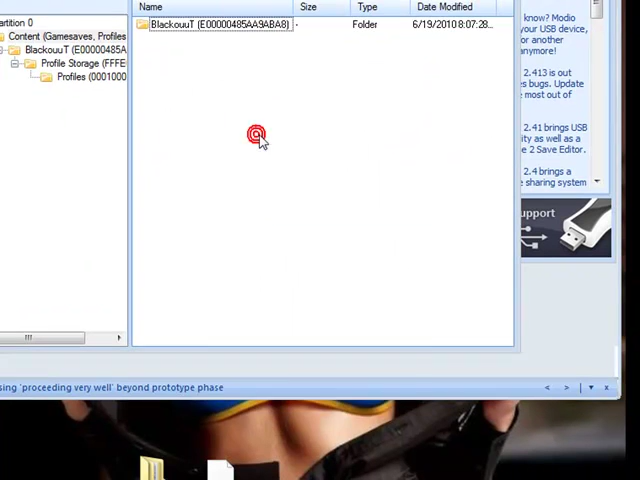 Name Size Type Date Modified
artition 0
Content (Gamesaves, Profiles
BlackouuT (E00000485A
Profile Storage (FFFE
Profiles (0001000
BlackouuT (E00000485AA9ABA8) - Folder 6/19/2010 8:07:28...
know? Modio
your USB device,
or another
anymore!
2.413 is out
es bugs. Update
most out of
2.41 brings USB
ity as well as a
e 2 Save Editor.
2.4 brings a
e sharing system
upport
sing 'proceeding very well' beyond prototype phase